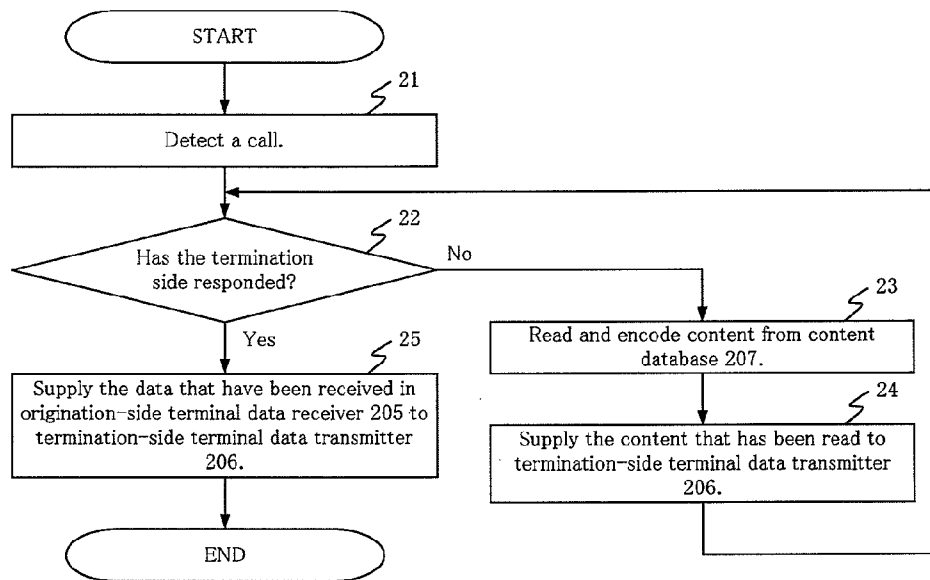 START
21
Detect a call.
22
Has the termination
side responded?
No
Yes
23
Read and encode content from content
database 207.
25
Supply the data that have been received in
origination-side terminal data receiver 205 to
termination-side terminal data transmitter
206.
24
Supply the content that has been read to
termination-side terminal data transmitter
206.
END